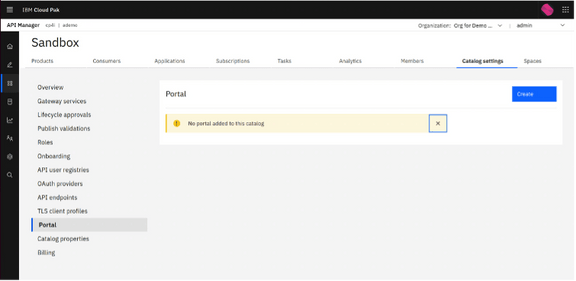 IBM Cloud Pak
API Manager
cp4i
ademo
Organization: Org for Demo ...
admin
Sandbox
Products
Consumers
Applications
Subscriptions
Tasks
Analytics
Members
Catalog settings
Spaces
Overview
Gateway services
Lifecycle approvals
Publish validations
Roles
Onboarding
API user registries
OAuth providers
API endpoints
TLS client profiles
Portal
Catalog properties
Billing
Portal
Create
No portal added to this catalog